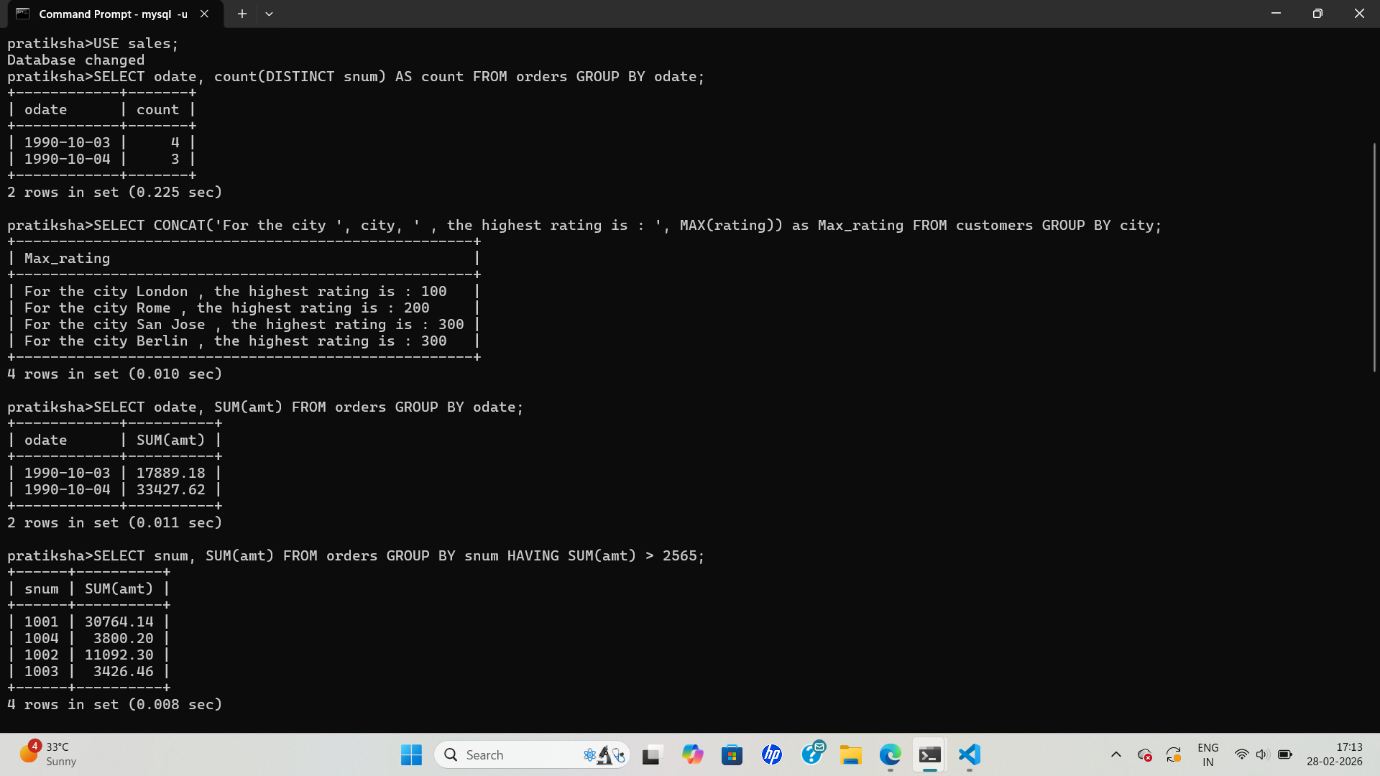 Command Prompt - mysql -u
pratiksha>USE sales;
Database changed
pratiksha>SELECT odate, count(DISTINCT snum) AS count FROM orders GROUP BY odate;
+------------+-------+
| odate      | count |
+------------+-------+
| 1990-10-03 |     4 |
| 1990-10-04 |     3 |
+------------+-------+
2 rows in set (0.225 sec)
pratiksha>SELECT CONCAT('For the city ', city, ' , the highest rating is : ', MAX(rating)) as Max_rating FROM customers GROUP BY city;
+-----------------------------------------------------+
| Max_rating                                          |
+-----------------------------------------------------+
| For the city London , the highest rating is : 100   |
| For the city Rome , the highest rating is : 200     |
| For the city San Jose , the highest rating is : 300 |
| For the city Berlin , the highest rating is : 300   |
+-----------------------------------------------------+
4 rows in set (0.010 sec)
pratiksha>SELECT odate, SUM(amt) FROM orders GROUP BY odate;
+------------+----------+
| odate      | SUM(amt) |
+------------+----------+
| 1990-10-03 | 17889.18 |
| 1990-10-04 | 33427.62 |
+------------+----------+
2 rows in set (0.011 sec)
pratiksha>SELECT snum, SUM(amt) FROM orders GROUP BY snum HAVING SUM(amt) > 2565;
+------+----------+
| snum | SUM(amt) |
+------+----------+
| 1001 | 30764.14 |
| 1004 |  3800.20 |
| 1002 | 11092.30 |
| 1003 |  3426.46 |
+------+----------+
4 rows in set (0.008 sec)
4
33°C
Sunny
Search
hp
ENG
IN
17:13
28-02-2026